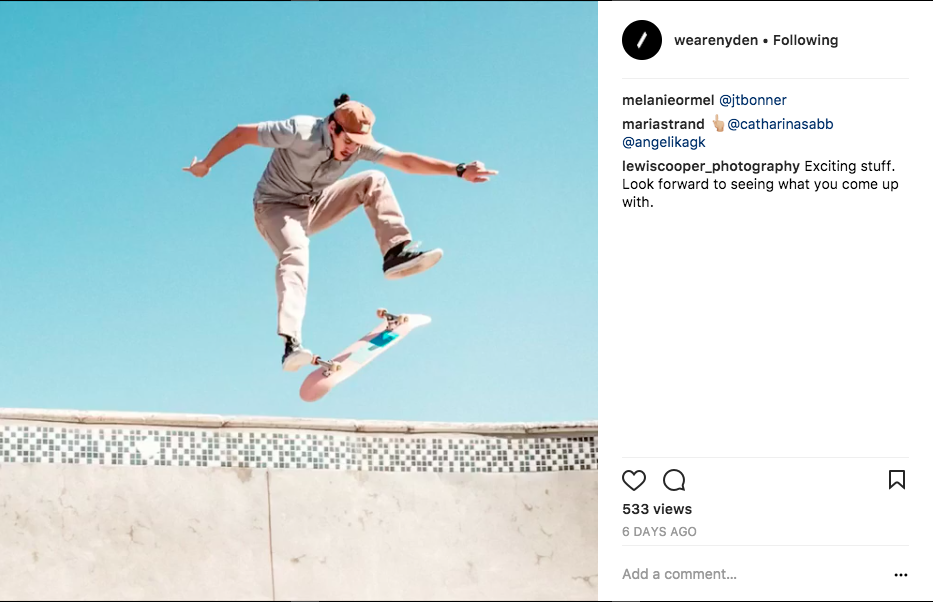 wearenyden • Following
melanieormel @jtbonner
mariastrand 👆🏼@catharinasabb
@angelikagk
lewiscooper_photography Exciting stuff.
Look forward to seeing what you come up
with.
533 views
6 DAYS AGO
Add a comment...